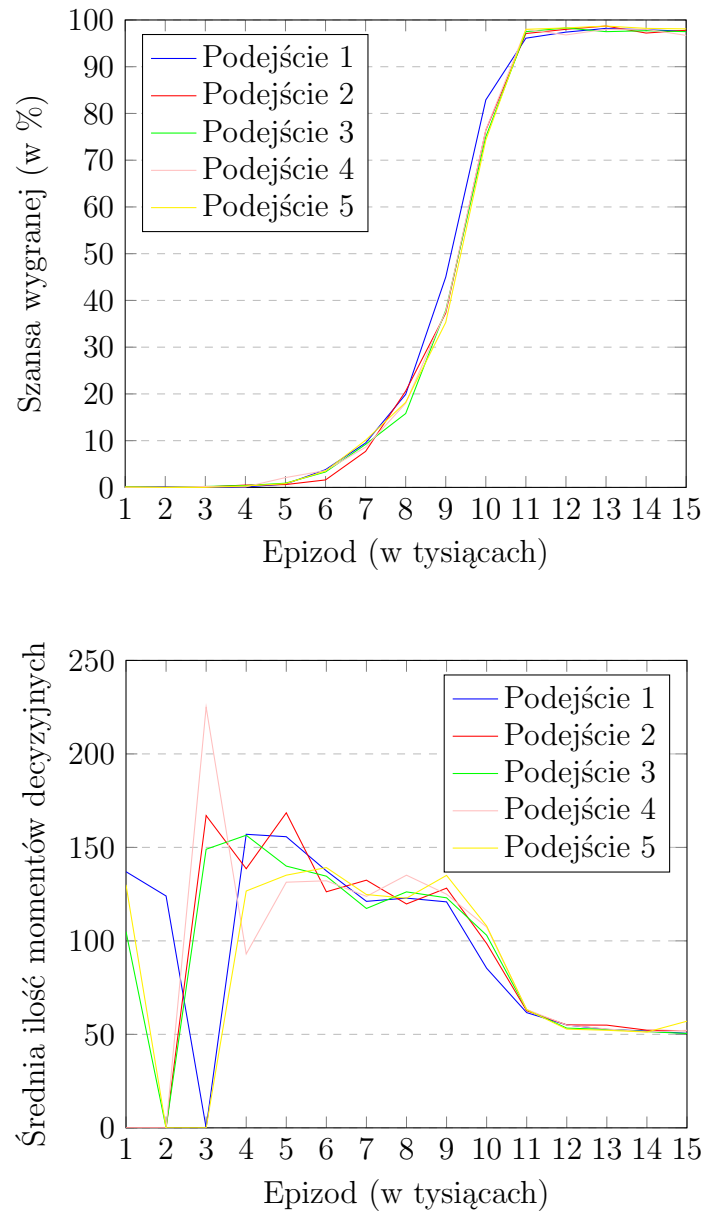 100
90
80
70
60
50
40
30
20
10
0
Szansa wygranej (w %)
Podejście 1
Podejście 2
Podejście 3
Podejście 4
Podejście 5
1 2 3 4 5 6 7 8 9 10 11 12 13 14 15
Epizod (w tysiącach)
250
200
150
100
50
0
Średnia ilość momentów decyzyjnych
Podejście 1
Podejście 2
Podejście 3
Podejście 4
Podejście 5
1 2 3 4 5 6 7 8 9 10 11 12 13 14 15
Epizod (w tysiącach)